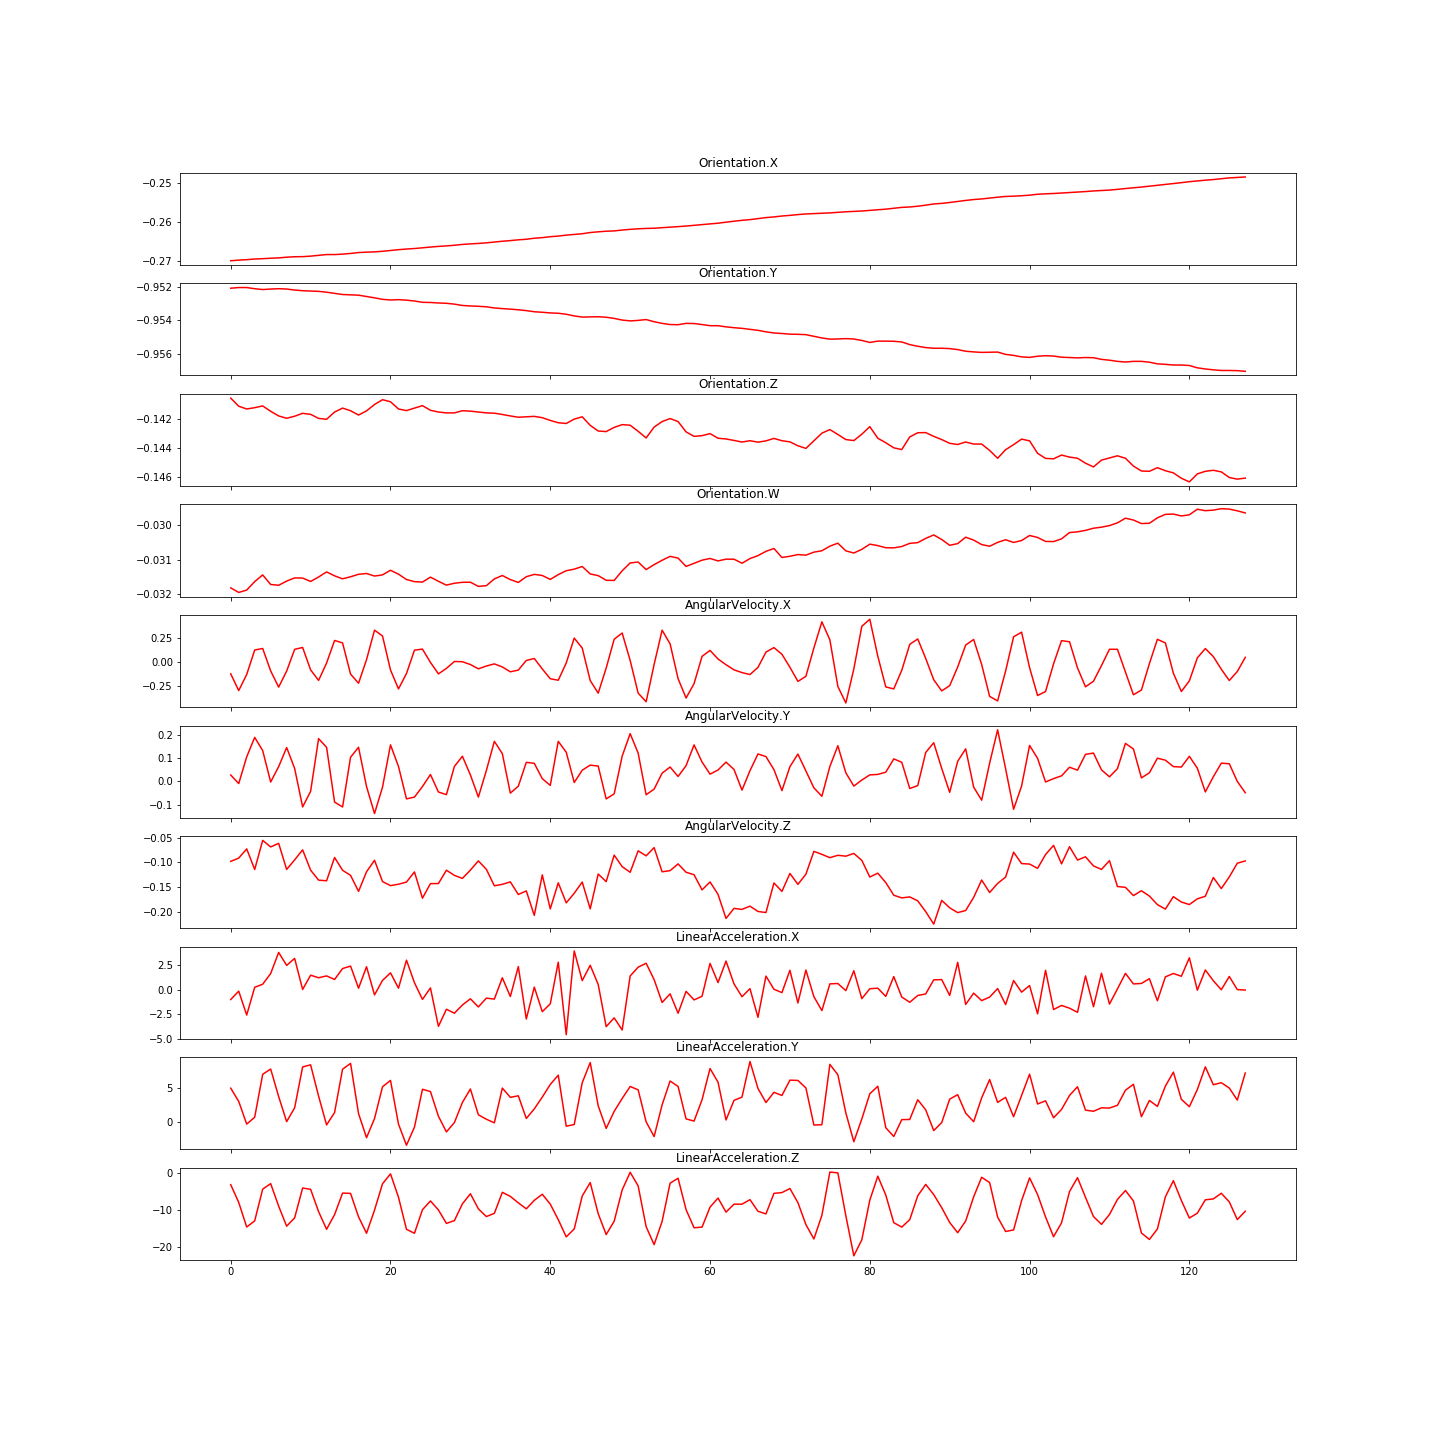 Orientation.X
−0.25
−0.26
−0.27
Orientation.Y
−0.952
−0.954
−0.956
Orientation.Z
−0.142
−0.144
−0.146
Orientation.W
−0.030
−0.031
−0.032
AngularVelocity.X
0.25
0.00
−0.25
AngularVelocity.Y
0.2
0.1
0.0
−0.1
AngularVelocity.Z
−0.05
−0.10
−0.15
−0.20
LinearAcceleration.X
2.5
0.0
−2.5
−5.0
LinearAcceleration.Y
5
0
LinearAcceleration.Z
0
−10
−20
0 20 40 60 80 100 120